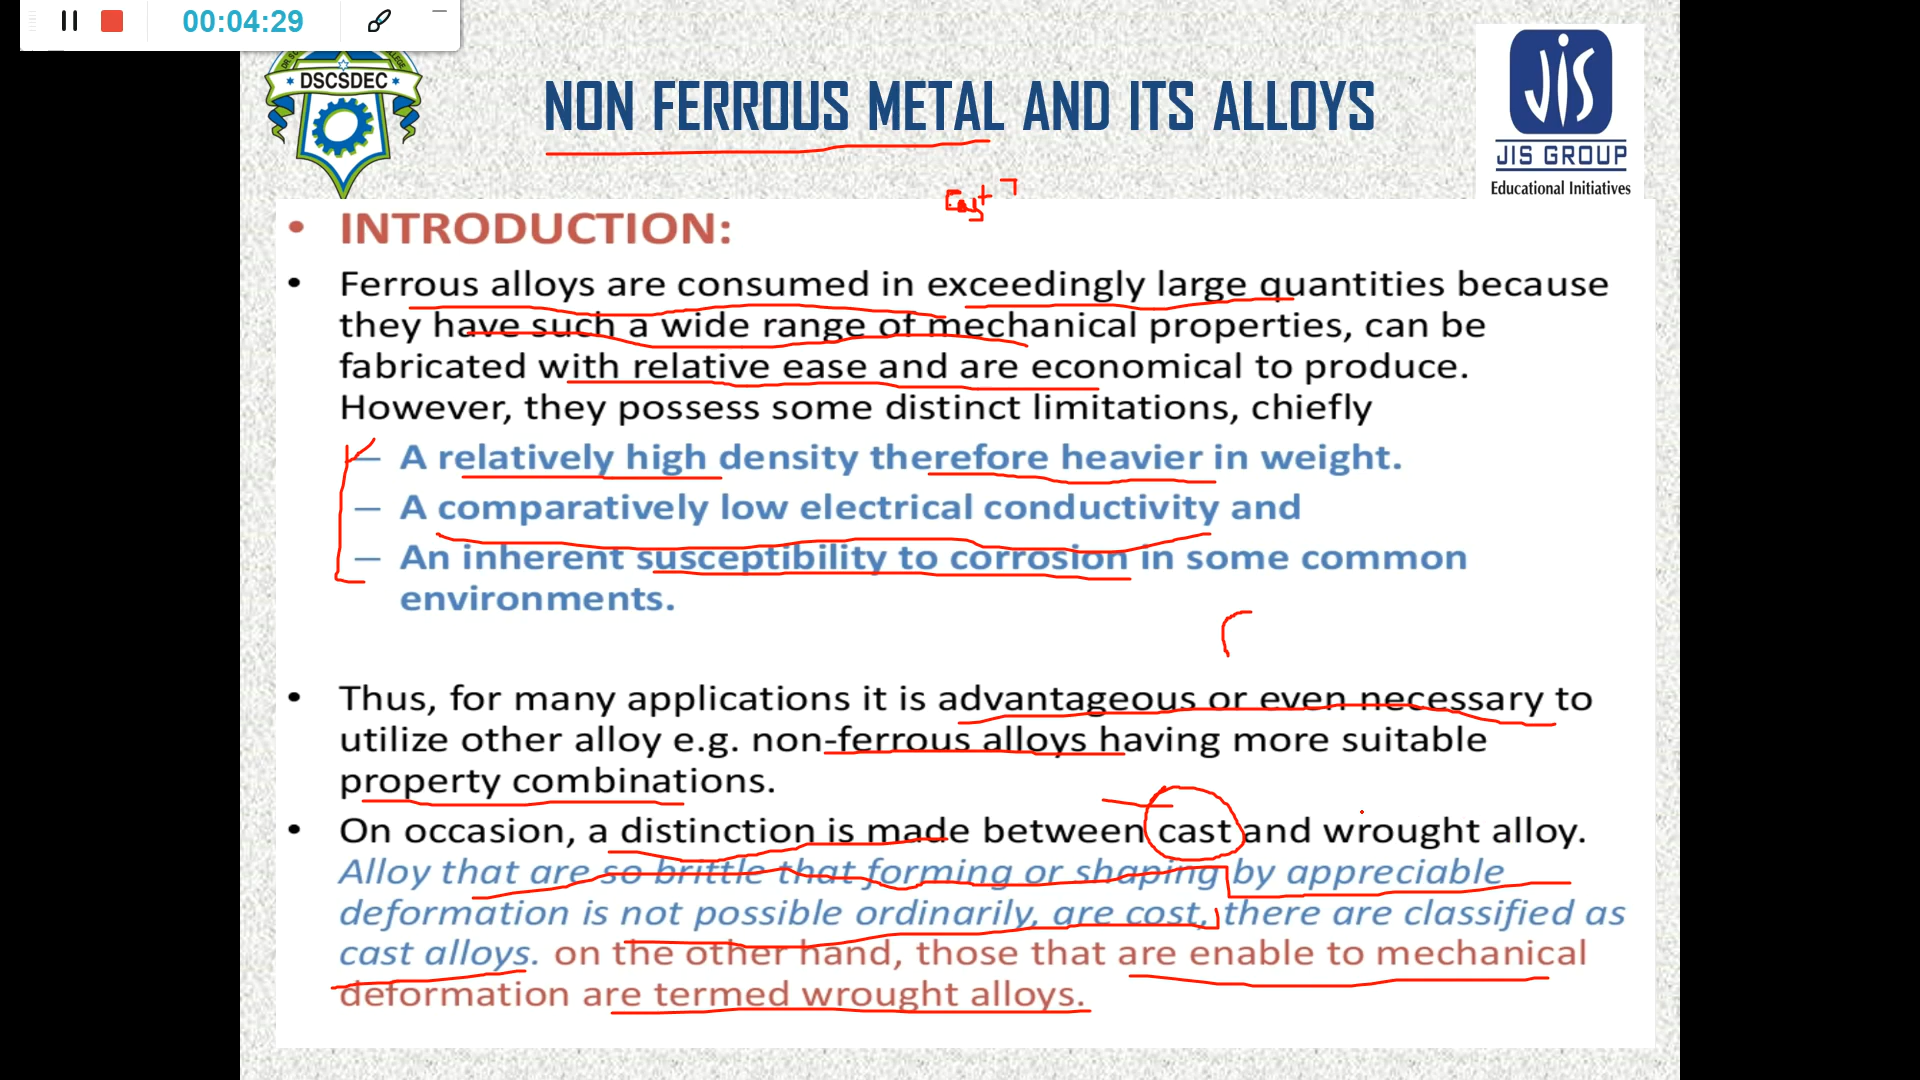 00:04:29
DSCSDEC
NON FERROUS METAL AND ITS ALLOYS
JIS
JIS GROUP
Educational Initiatives
• INTRODUCTION:
• Ferrous alloys are consumed in exceedingly large quantities because
they have such a wide range of mechanical properties, can be
fabricated with relative ease and are economical to produce.
However, they possess some distinct limitations, chiefly
– A relatively high density therefore heavier in weight.
– A comparatively low electrical conductivity and
– An inherent susceptibility to corrosion in some common
environments.
• Thus, for many applications it is advantageous or even necessary to
utilize other alloy e.g. non-ferrous alloys having more suitable
property combinations.
• On occasion, a distinction is made between cast and wrought alloy.
Alloy that are so brittle that forming or shaping by appreciable
deformation is not possible ordinarily, are cost, there are classified as
cast alloys. on the other hand, those that are enable to mechanical
deformation are termed wrought alloys.